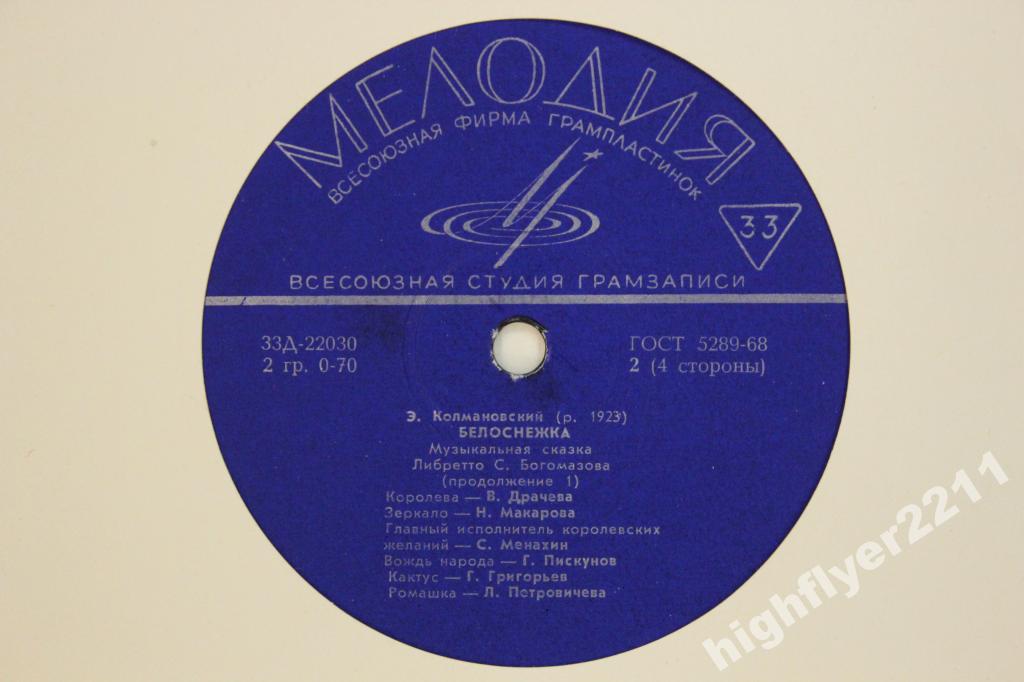 МЕЛОДИЯ
ВСЕСОЮЗНАЯ ФИРМА ГРАМПЛАСТИНОК
33
ВСЕСОЮЗНАЯ СТУДИЯ ГРАМЗАПИСИ
33Д-22030
2 гр. 0-70
ГОСТ 5289-68
2 (4 стороны)
Э. Колмановский (р. 1923)
БЕЛОСНЕЖКА
Музыкальная сказка
Либретто С. Богомазова
(продолжение 1)
Королева — В. Драчева
Зеркало — Н. Макарова
Главный исполнитель королевских
желаний — С. Менахин
Вождь народа — Г. Пискунов
Кактус — Г. Григорьев
Ромашка — Л. Петровичева
highflyer2211